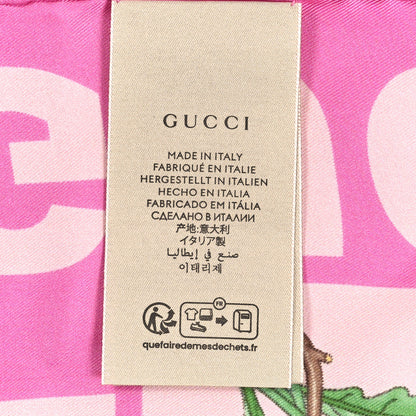 GUCCI
MADE IN ITALY
FABRIQUÉ EN ITALIE
HERGESTELLT IN ITALIEN
HECHO EN ITALIA
FABRICADO EM ITÁLIA
СДЕЛАНО В ИТАЛИИ
产地:意大利
イタリア製
صنع في إيطاليا
이태리제
FR
quefairedemesdechets.fr